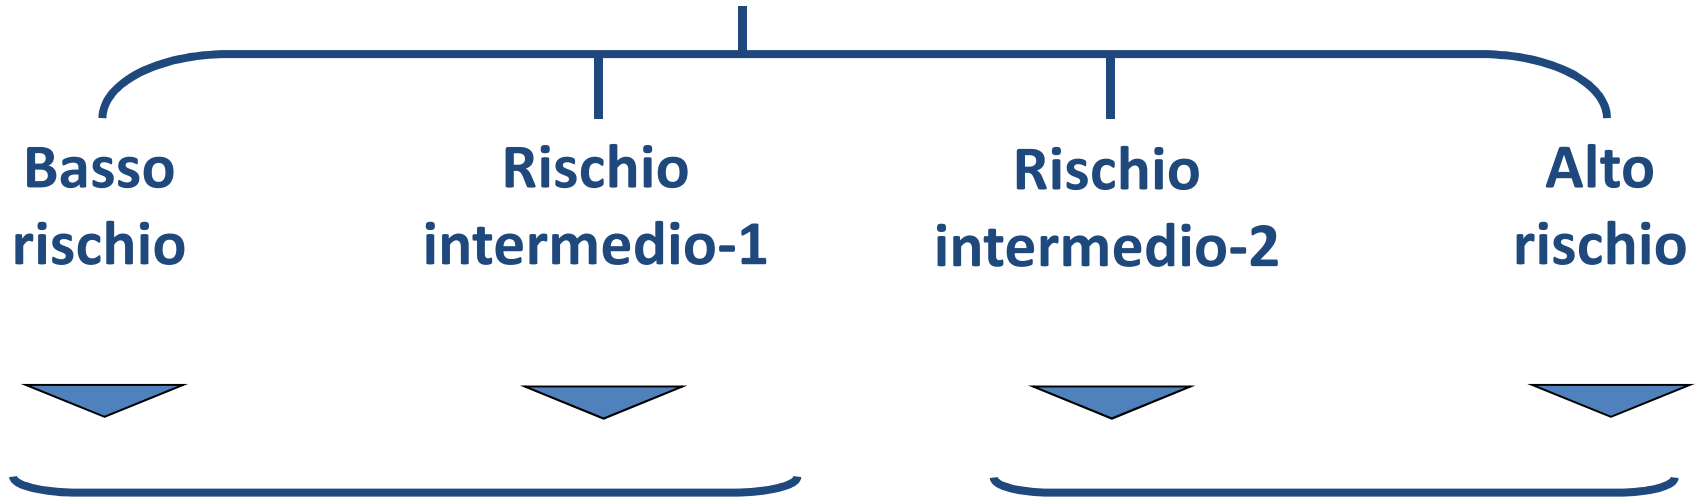 Basso
rischio
Rischio
intermedio-1
Rischio
intermedio-2
Alto
rischio